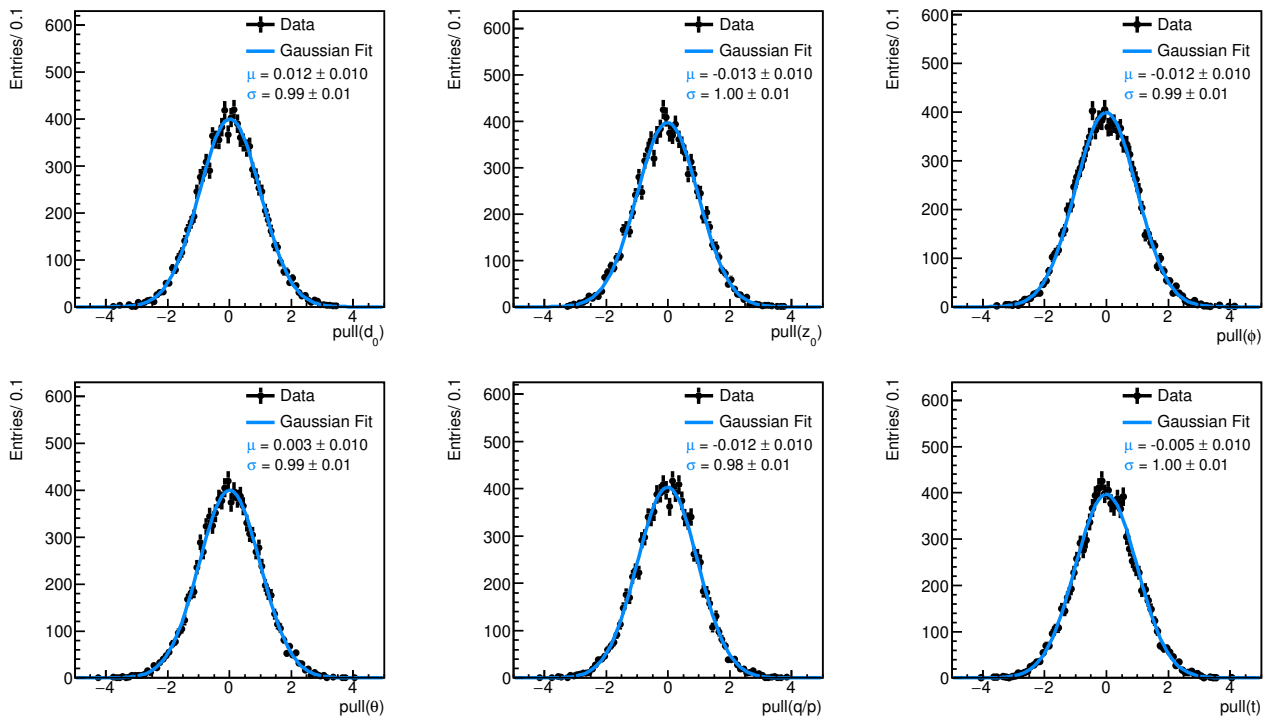 Entries/ 0.1
600
500
400
300
200
100
0
−4 −2 0 2 4
pull(d₀)
Data
Gaussian Fit
μ = 0.012 ± 0.010
σ = 0.99 ± 0.01
Entries/ 0.1
600
500
400
300
200
100
0
−4 −2 0 2 4
pull(z₀)
Data
Gaussian Fit
μ = -0.013 ± 0.010
σ = 1.00 ± 0.01
Entries/ 0.1
600
500
400
300
200
100
0
−4 −2 0 2 4
pull(ϕ)
Data
Gaussian Fit
μ = -0.012 ± 0.010
σ = 0.99 ± 0.01
Entries/ 0.1
600
500
400
300
200
100
0
−4 −2 0 2 4
pull(θ)
Data
Gaussian Fit
μ = 0.003 ± 0.010
σ = 0.99 ± 0.01
Entries/ 0.1
600
500
400
300
200
100
0
−4 −2 0 2 4
pull(q/p)
Data
Gaussian Fit
μ = -0.012 ± 0.010
σ = 0.98 ± 0.01
Entries/ 0.1
600
500
400
300
200
100
0
−4 −2 0 2 4
pull(t)
Data
Gaussian Fit
μ = -0.005 ± 0.010
σ = 1.00 ± 0.01